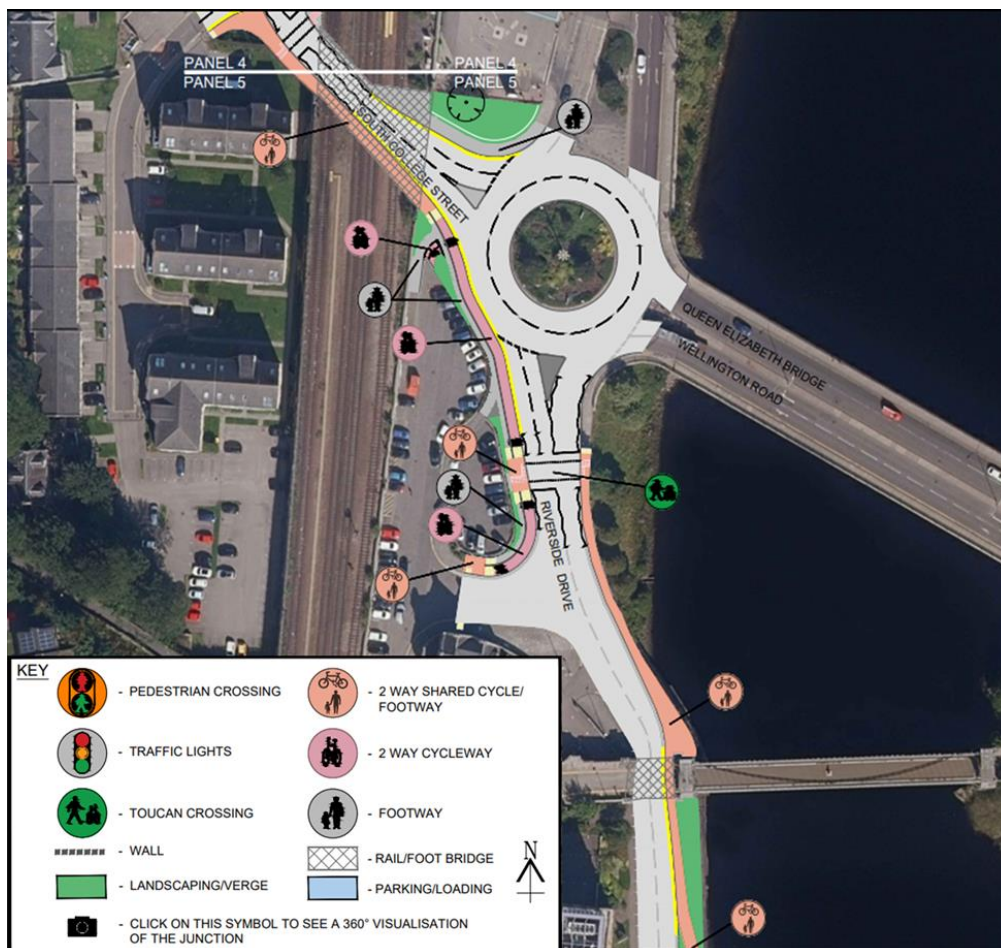 PANEL 4
PANEL 4
PANEL 5
PANEL 5
SOUTH COLLEGE STREET
QUEEN ELIZABETH BRIDGE
WELLINGTON ROAD
RIVERSIDE DRIVE
KEY
- PEDESTRIAN CROSSING
- 2 WAY SHARED CYCLE/
FOOTWAY
- TRAFFIC LIGHTS
- 2 WAY CYCLEWAY
- TOUCAN CROSSING
- FOOTWAY
- WALL
- RAIL/FOOT BRIDGE
N
- LANDSCAPING/VERGE
- PARKING/LOADING
- CLICK ON THIS SYMBOL TO SEE A 360° VISUALISATION
OF THE JUNCTION